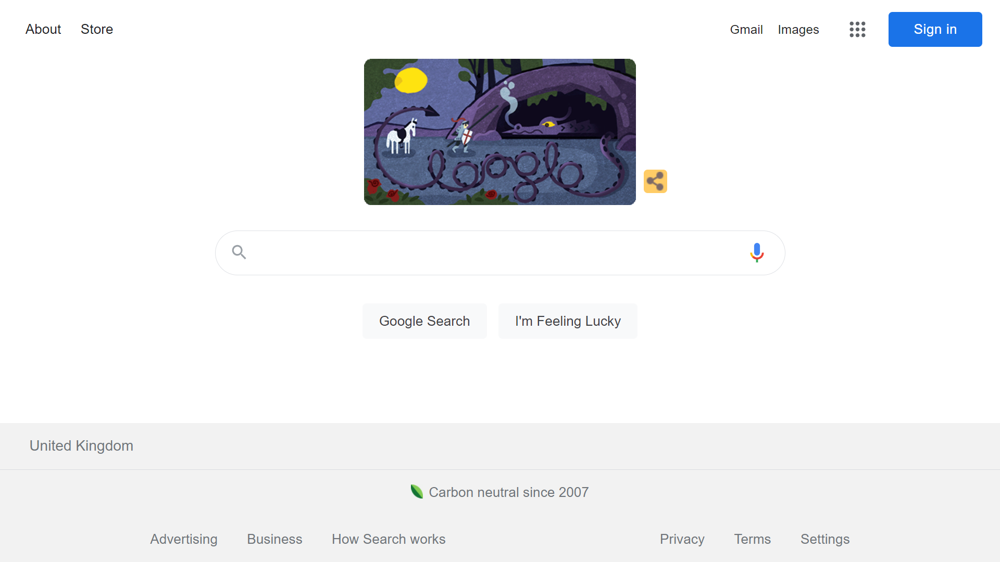 About Store Gmail Images Sign in
Google
Google Search I'm Feeling Lucky
United Kingdom
Carbon neutral since 2007
Advertising Business How Search works Privacy Terms Settings